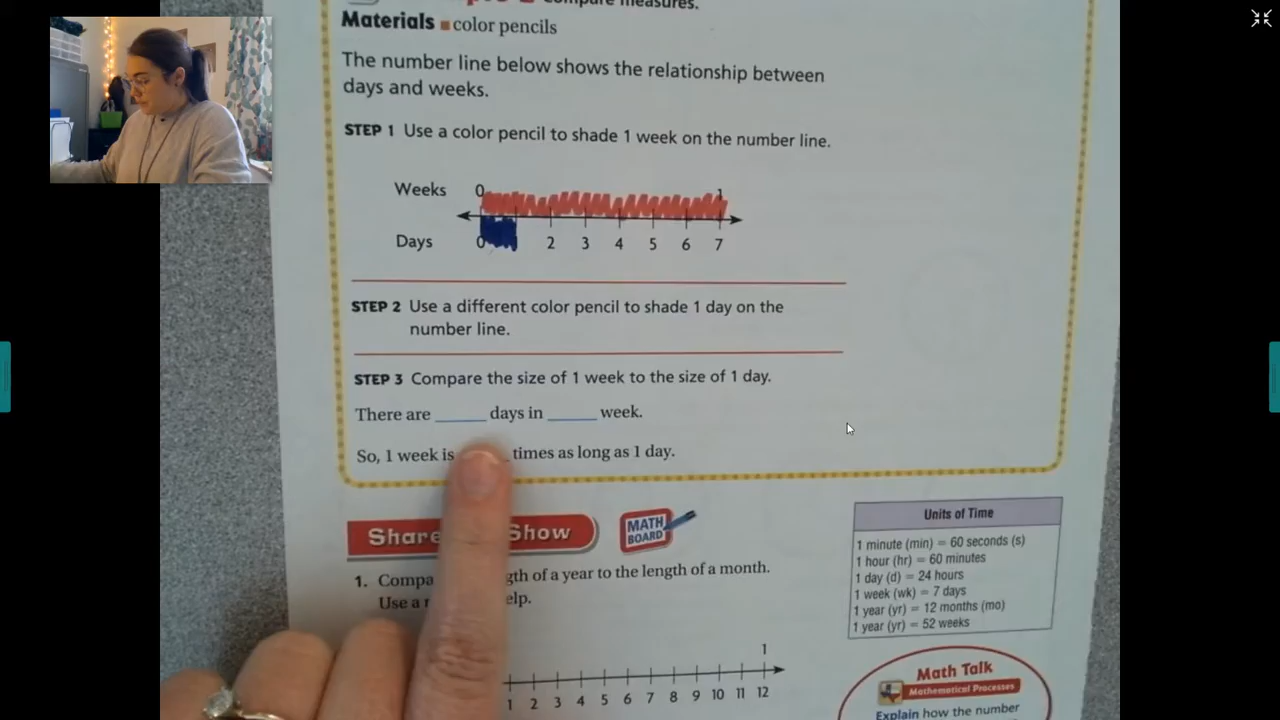 compare measures.
Materials ■ color pencils
The number line below shows the relationship between
days and weeks.
STEP 1 Use a color pencil to shade 1 week on the number line.
Weeks 0 1
Days 0 2 3 4 5 6 7
STEP 2 Use a different color pencil to shade 1 day on the
number line.
STEP 3 Compare the size of 1 week to the size of 1 day.
There are ______ days in ______ week.
So, 1 week is times as long as 1 day.
Share Show
MATH
BOARD
1. Compa gth of a year to the length of a month.
Use a elp.
1
1 2 3 4 5 6 7 8 9 10 11 12
Units of Time
1 minute (min) = 60 seconds (s)
1 hour (hr) = 60 minutes
1 day (d) = 24 hours
1 week (wk) = 7 days
1 year (yr) = 12 months (mo)
1 year (yr) = 52 weeks
Math Talk
Mathematical Processes
Explain how the number